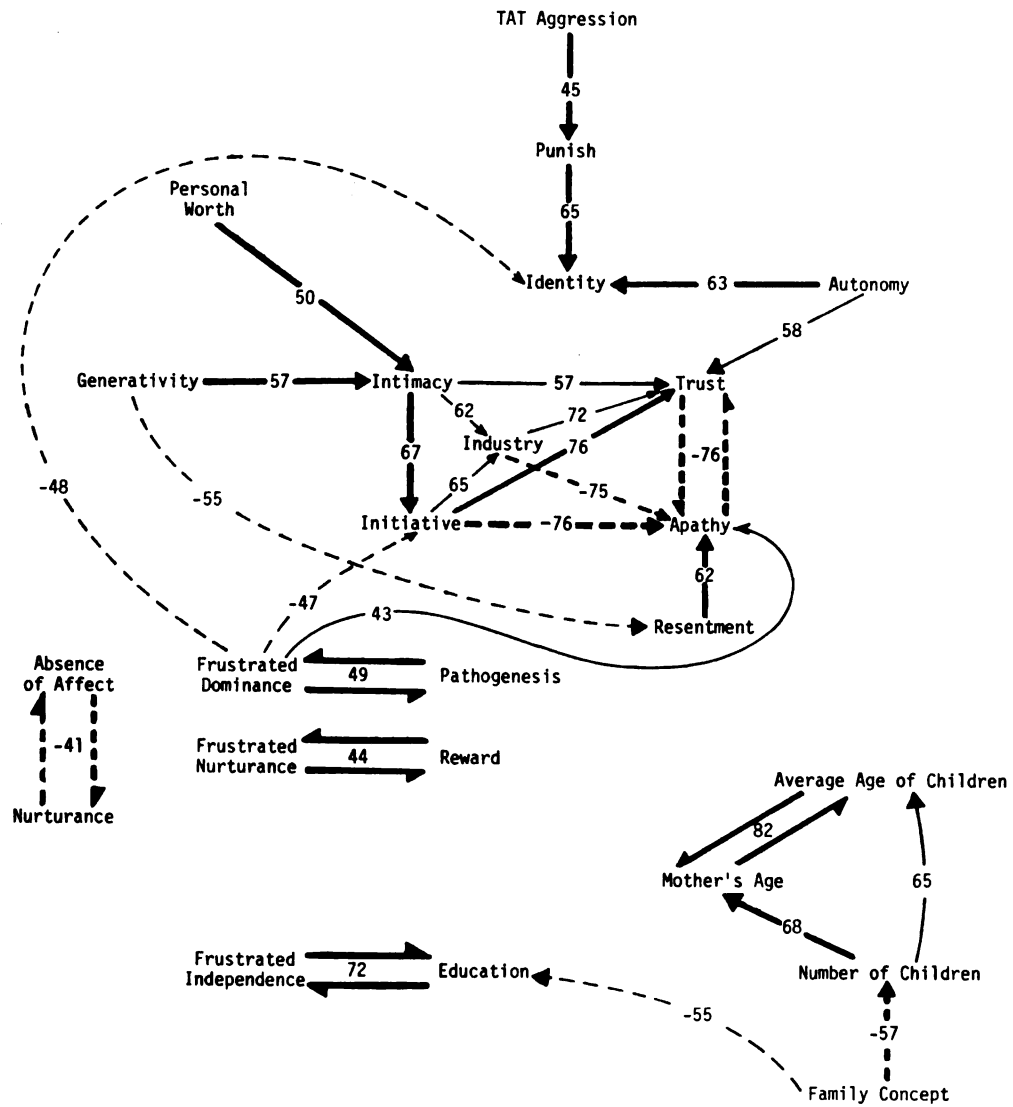 TAT Aggression
45
Punish
Personal
Worth
65
Identity
63
Autonomy
50
58
Generativity
57
Intimacy
57
Trust
62
72
Industry
76
67
-76
65
-48
-55
-75
Initiative
-76
Apathy
62
-47
43
Resentment
Absence
of Affect
Frustrated
Dominance
49
Pathogenesis
-41
Frustrated
Nurturance
44
Reward
Nurturance
Average Age of Children
82
Mother's Age
65
68
Frustrated
Independence
72
Education
Number of Children
-55
-57
Family Concept